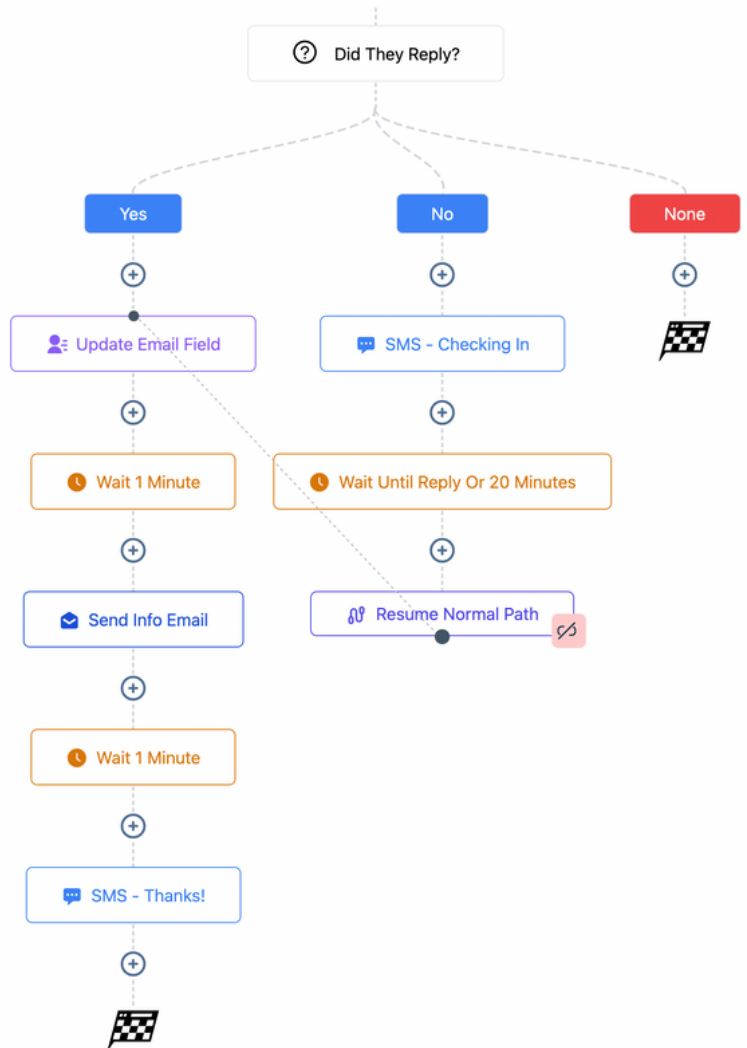 Did They Reply?
Yes
No
None
Update Email Field
SMS - Checking In
Wait 1 Minute
Wait Until Reply Or 20 Minutes
Send Info Email
Resume Normal Path
Wait 1 Minute
SMS - Thanks!